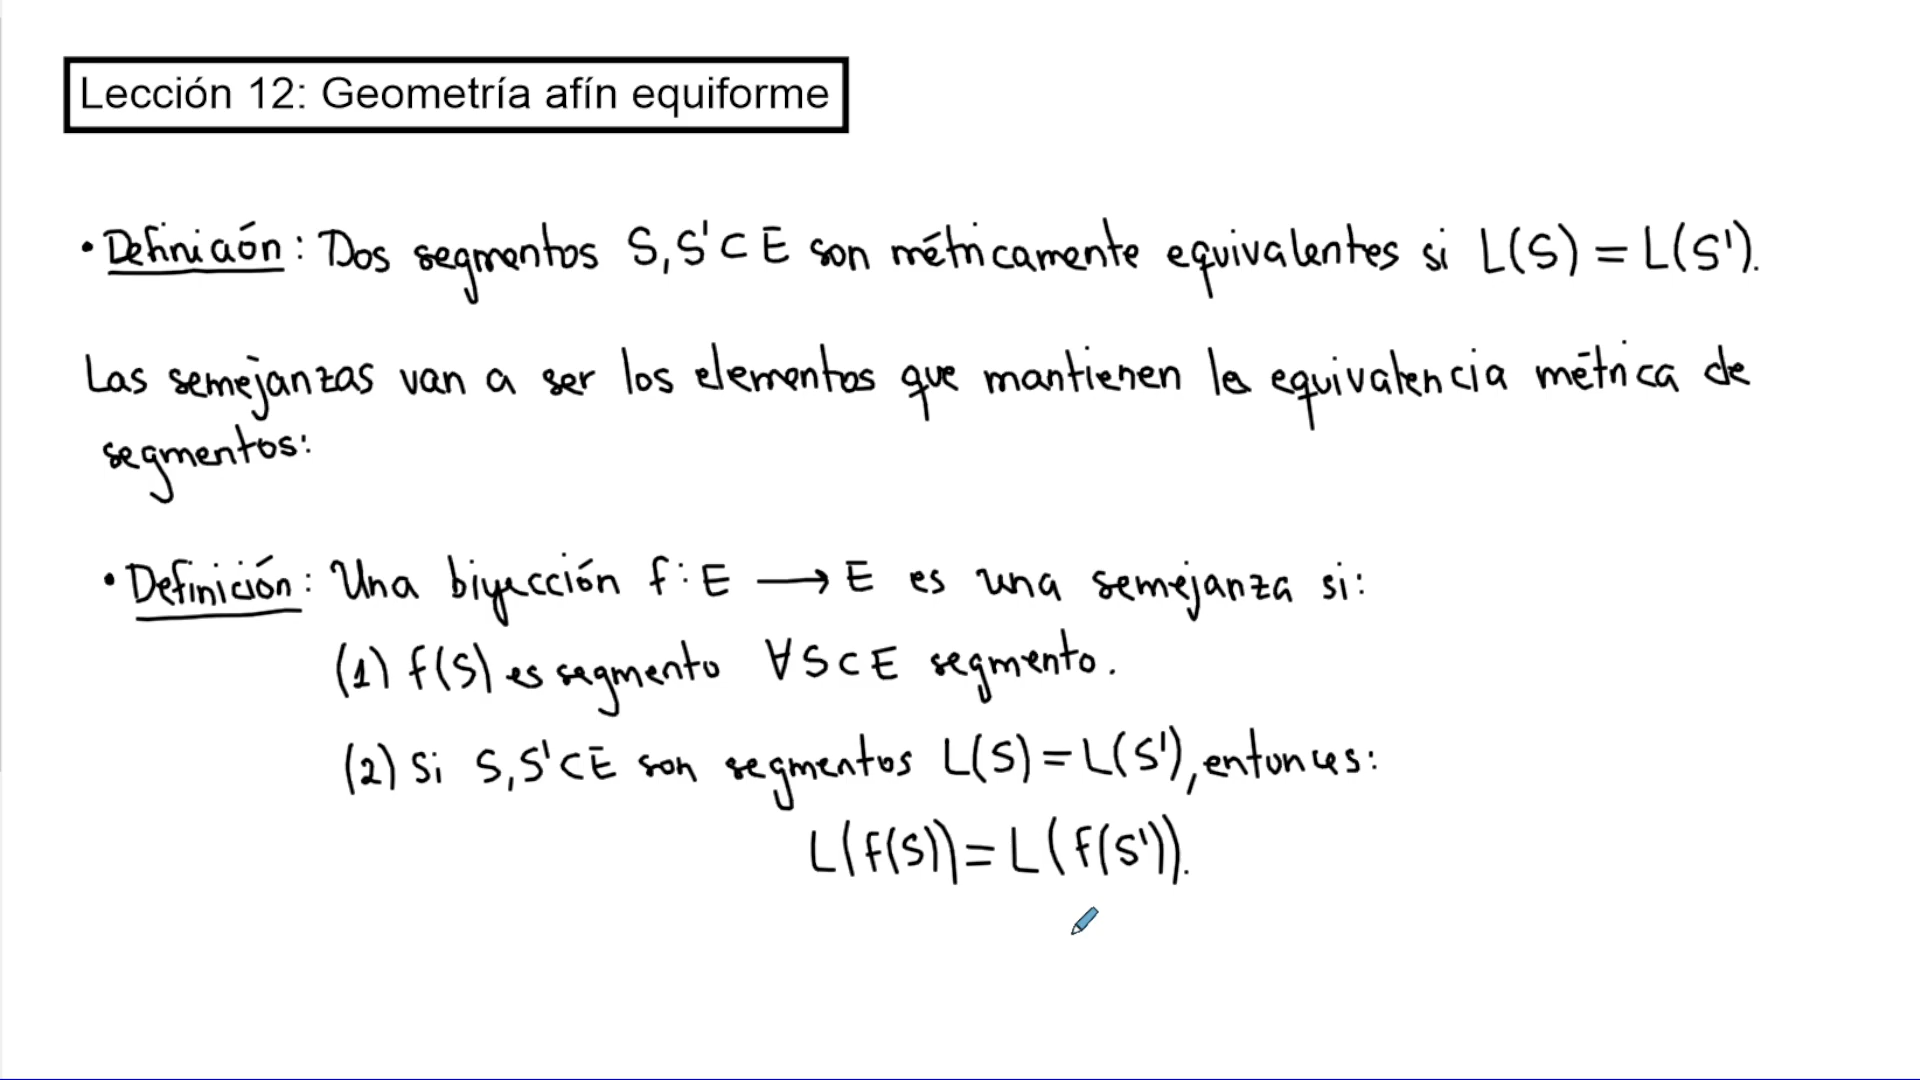 Lección 12: Geometría afín equiforme
• Definición: Dos segmentos S, S' ⊂ E son métricamente equivalentes si L(S) = L(S').
Las semejanzas van a ser los elementos que mantienen la equivalencia métrica de
segmentos:
• Definición: Una biyección f: E ⟶ E es una semejanza si:
(1) f(S) es segmento ∀ S ⊂ E segmento.
(2) Si S, S' ⊂ E son segmentos L(S) = L(S'), entonces:
L(f(S)) = L(f(S')).